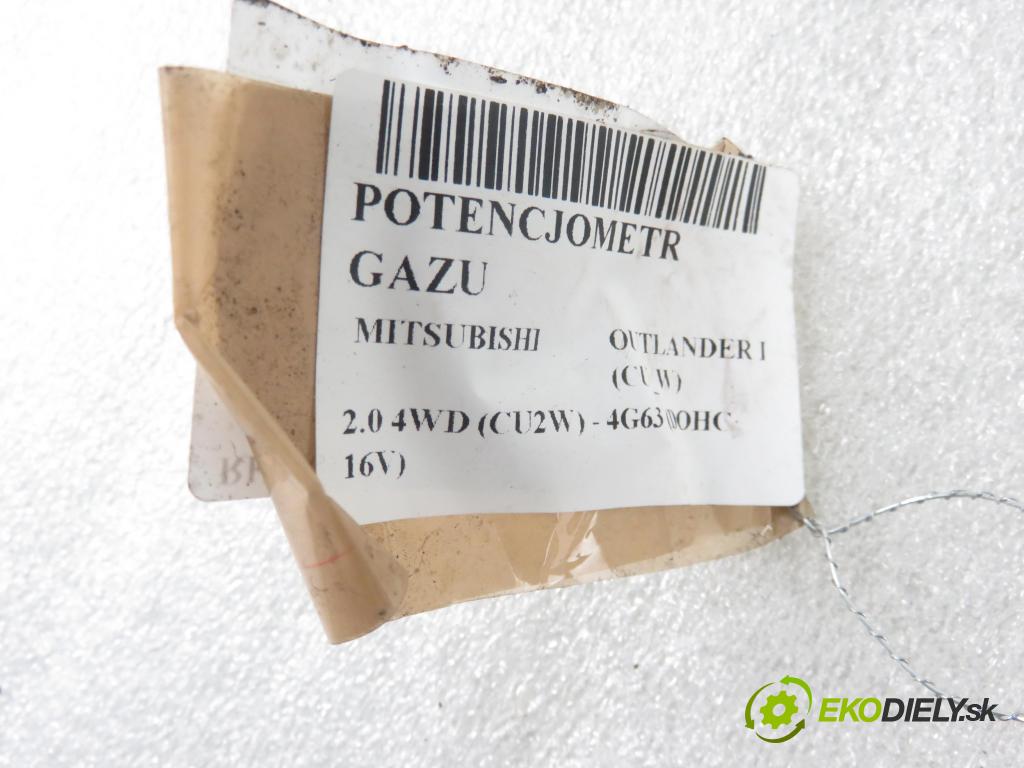 POTENCJOMETR
GAZU
MITSUBISHI OUTLANDER I
(CUW)
2.0 4WD (CU2W) - 4G63 (DOHC
16V)
EKODIELY.sk